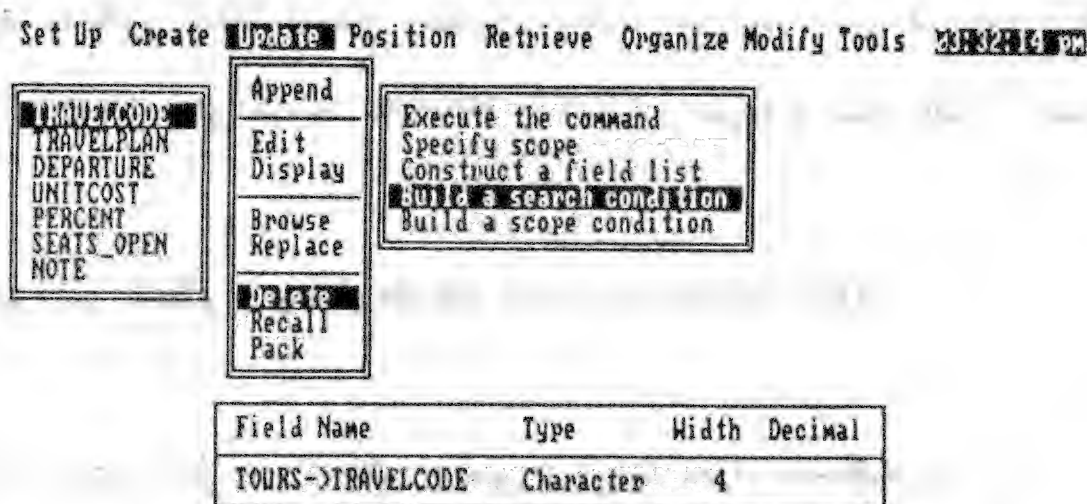 Set Up Create Update Position Retrieve Organize Modify Tools
TRAVELCODE
TRAVELPLAN
DEPARTURE
UNITCOST
PERCENT
SEATS_OPEN
NOTE
Append
Edit
Display
Browse
Replace
Delete
Recall
Pack
Execute the command
Specify scope
Construct a field list
Build a search condition
Build a scope condition
Field Name Type Width Decimal
TOURS->TRAVELCODE Character 4